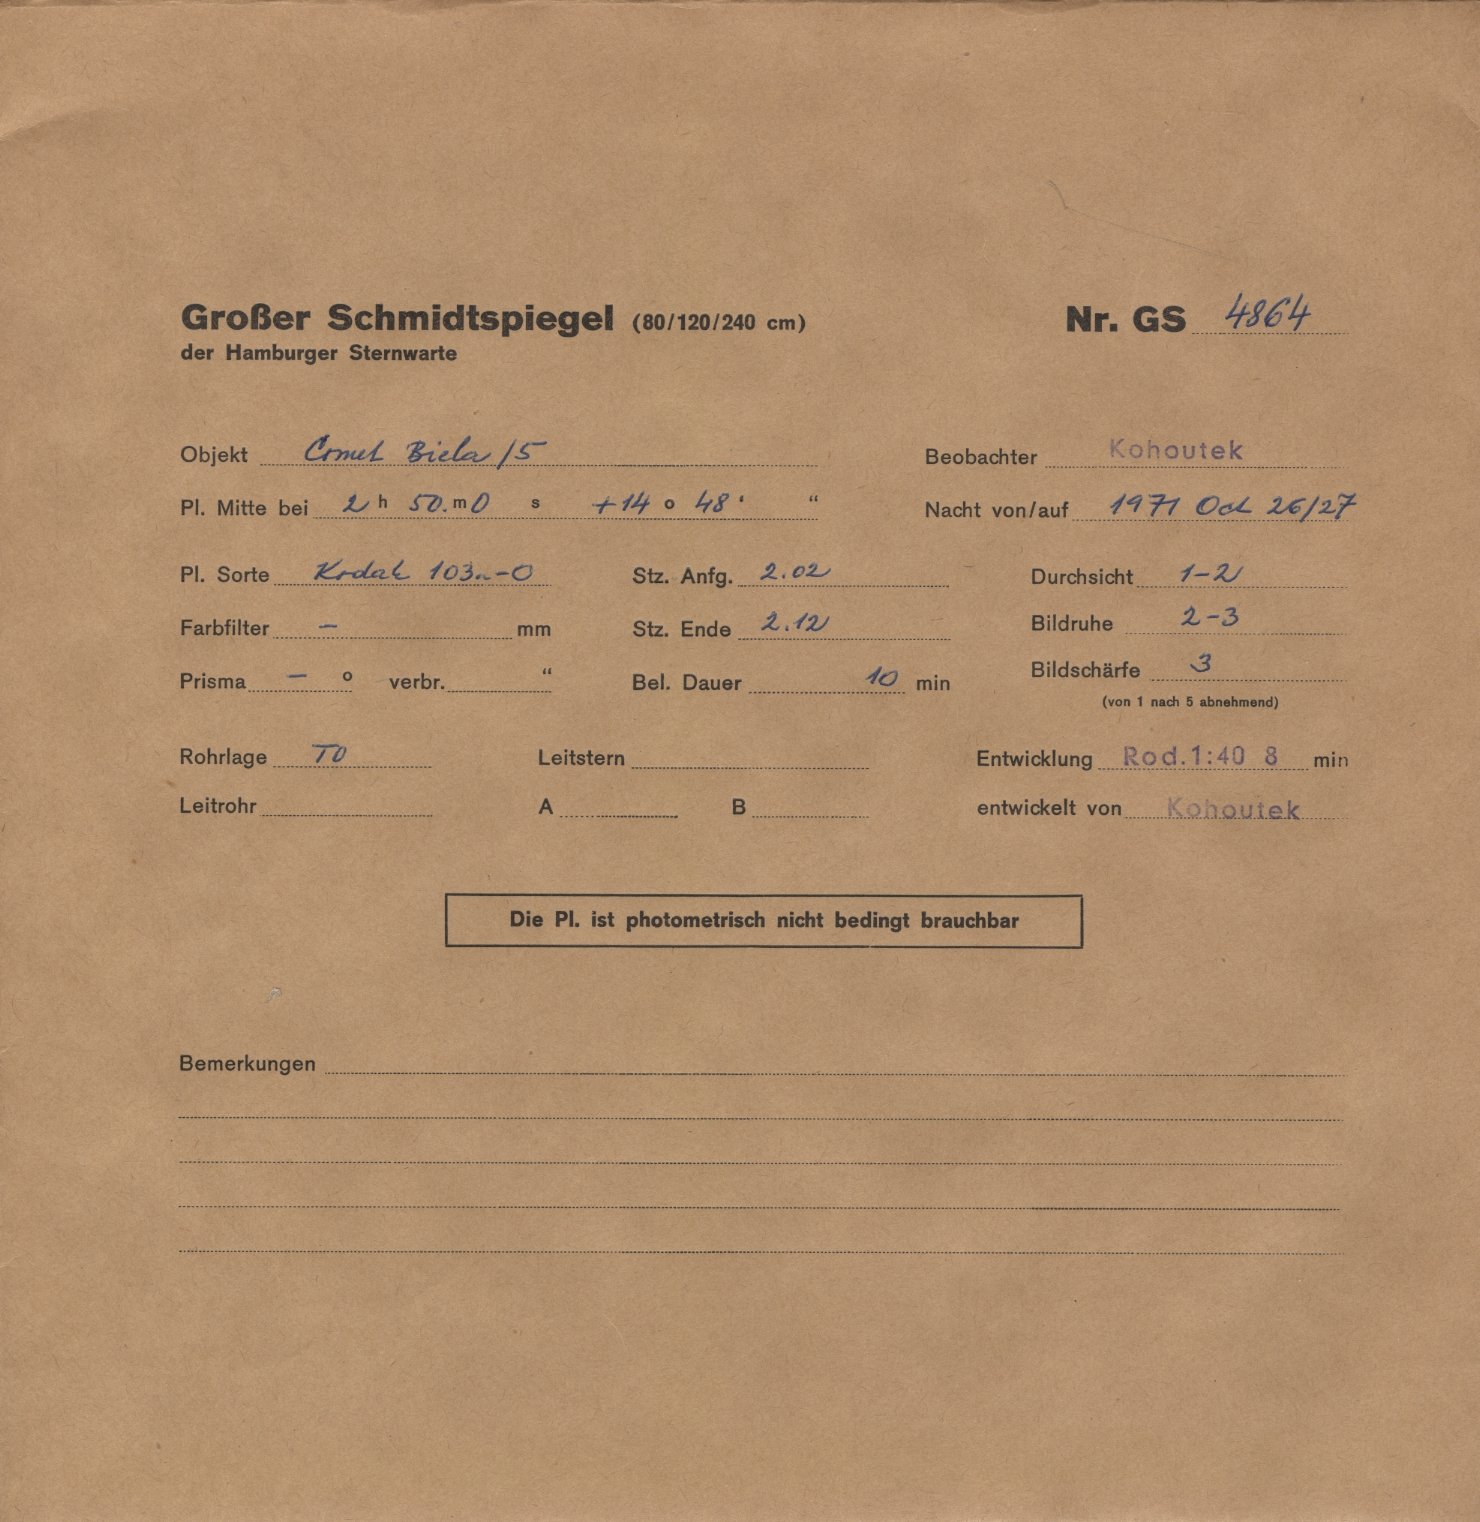 Großer Schmidtspiegel (80/120/240 cm) Nr. GS 4864
der Hamburger Sternwarte
Objekt Comet Biela /5 Beobachter Kohoutek
Pl. Mitte bei 2 h 50. m 0 s +14 o 48 ‘ “ Nacht von/auf 1971 Oct 26/27
Pl. Sorte Kodak 103a-O Stz. Anfg. 2.02 Durchsicht 1-2
Farbfilter — mm Stz. Ende 2.12 Bildruhe 2-3
Prisma — o verbr. “ Bel. Dauer 10 min Bildschärfe 3
(von 1 nach 5 abnehmend)
Rohrlage TO Leitstern Entwicklung Rod.1:40 8 min
Leitrohr A B entwickelt von Kohoutek
Die Pl. ist photometrisch nicht bedingt brauchbar
Bemerkungen